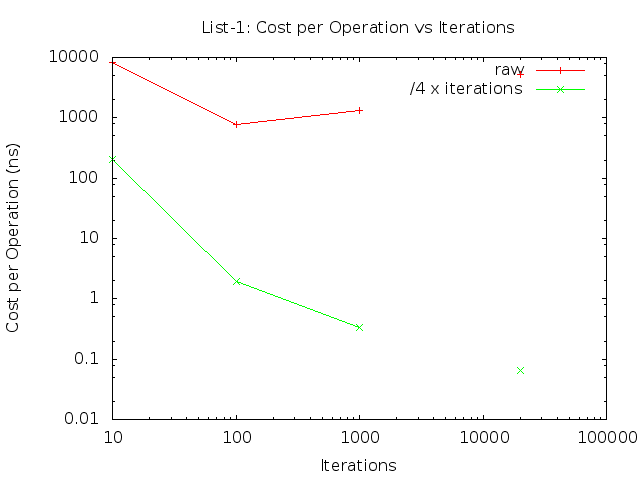 List-1: Cost per Operation vs Iterations
10000
raw
/4 x iterations
1000
100
10
1
0.1
0.01
Cost per Operation (ns)
10 100 1000 10000 100000
Iterations